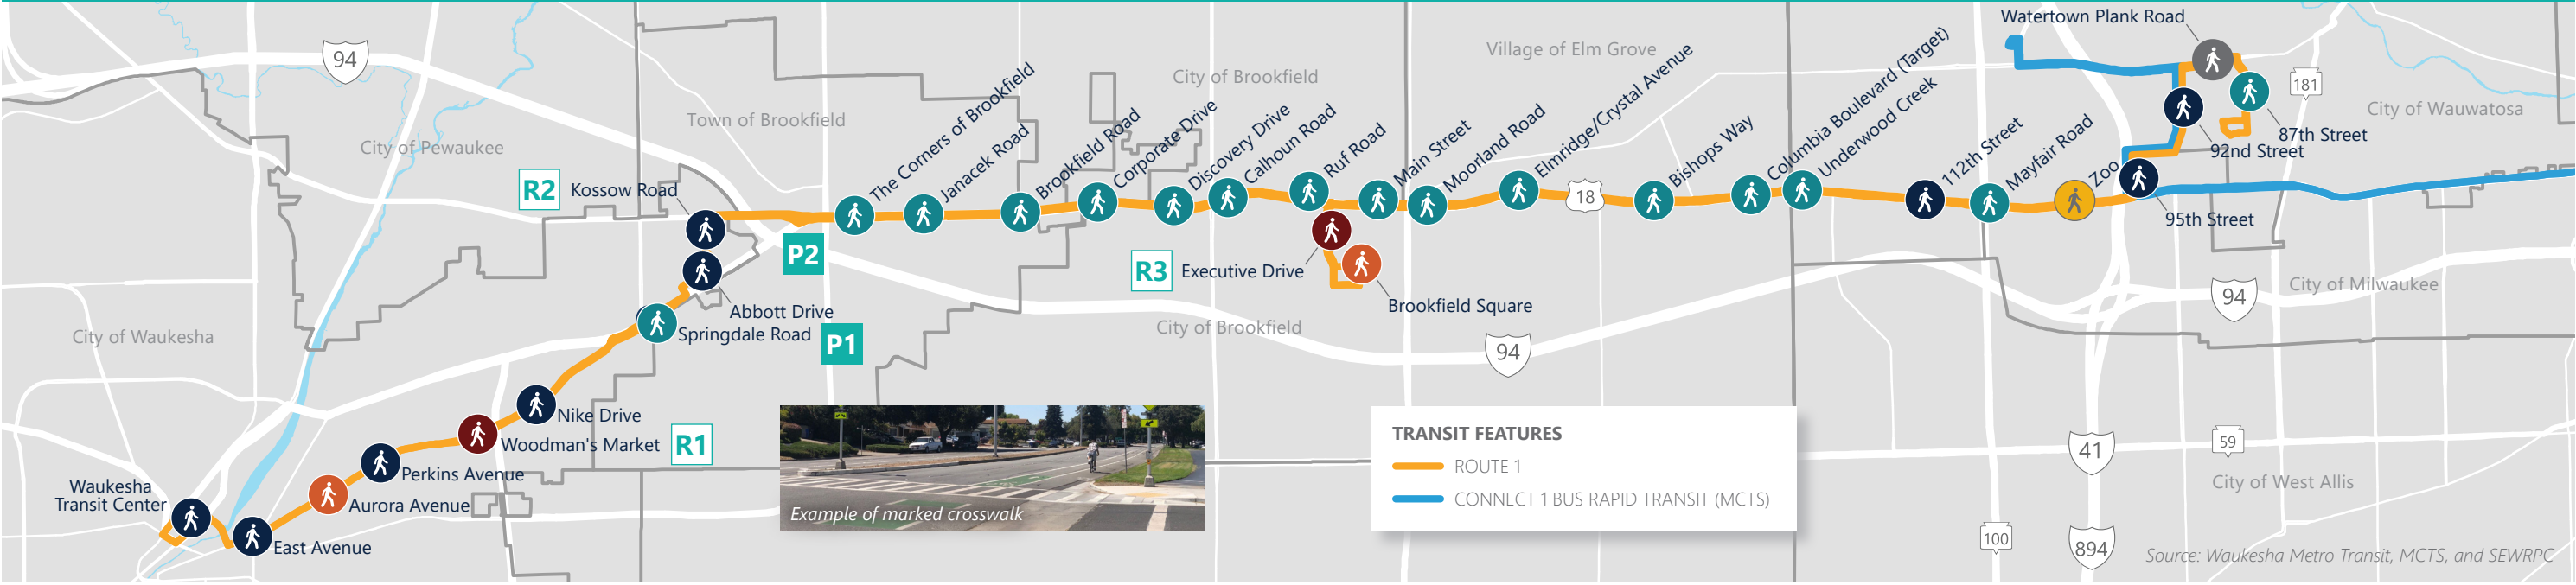 Watertown Plank Road
94
Village of Elm Grove
City of Brookfield
181
City of Wauwatosa
Town of Brookfield
City of Pewaukee
87th Street
92nd Street
R2
Kossow Road
The Corners of Brookfield
Janacek Road
Brookfield Road
Corporate Drive
Discovery Drive
Calhoun Road
Ruf Road
Main Street
Moorland Road
Elmridge/Crystal Avenue
18
Bishops Way
Columbia Boulevard (Target)
Underwood Creek
112th Street
Mayfair Road
Zoo
95th Street
P2
R3
Executive Drive
Brookfield Square
City of Milwaukee
94
Abbott Drive
Springdale Road
P1
City of Waukesha
City of Brookfield
94
Nike Drive
Woodman's Market
R1
Perkins Avenue
Aurora Avenue
Waukesha
Transit Center
East Avenue
Example of marked crosswalk
TRANSIT FEATURES
ROUTE 1
CONNECT 1 BUS RAPID TRANSIT (MCTS)
41
59
City of West Allis
100
894
Source: Waukesha Metro Transit, MCTS, and SEWRPC